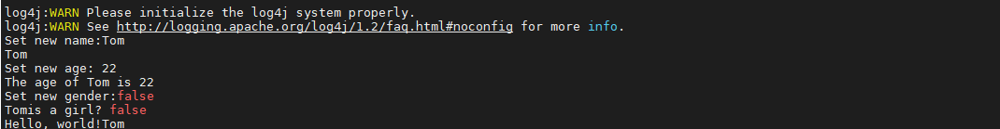 log4j:WARN Please initialize the log4j system properly.
log4j:WARN See http://logging.apache.org/log4j/1.2/faq.html#noconfig for more info.
Set new name:Tom
Tom
Set new age: 22
The age of Tom is 22
Set new gender:false
Tomis a girl? false
Hello, world!Tom